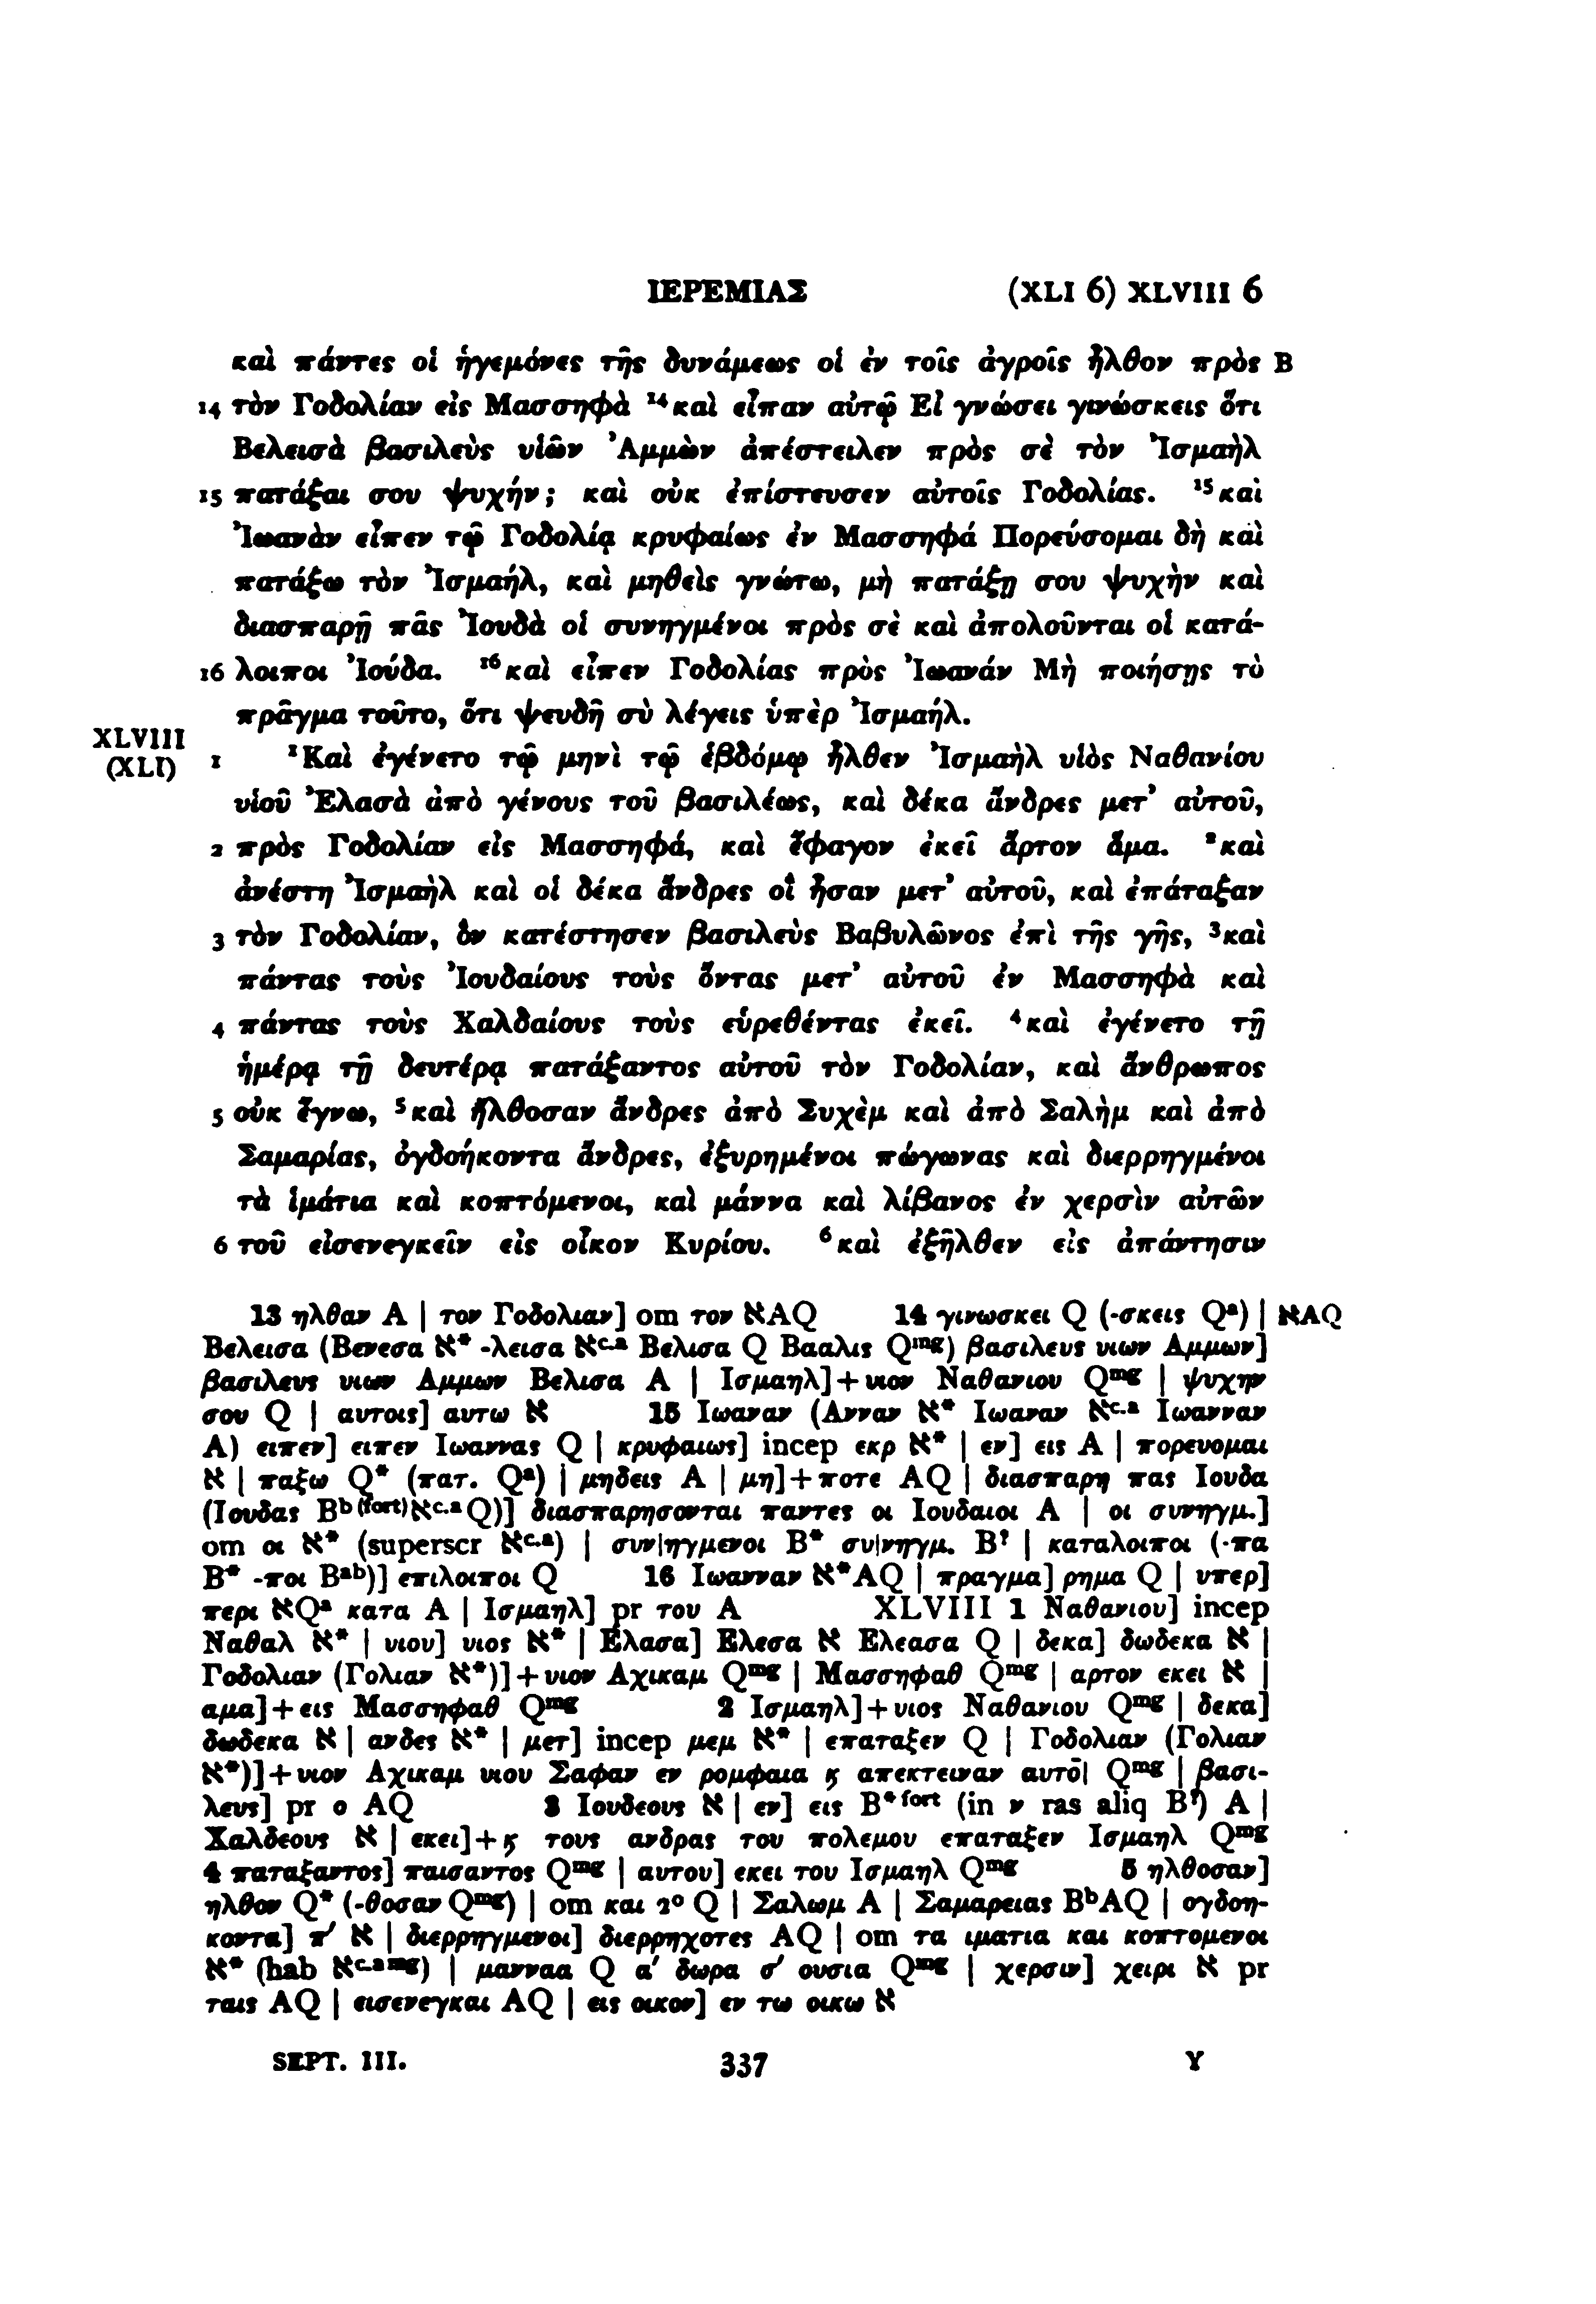 ΙΕΡΕΜΙΑΣ (XLI 6) XLVIII 6
καὶ πάντες οἱ ἡγεμόνες τῆς δυνάμεως οἱ ἐν τοῖς ἀγροῖς ἦλθον πρὸς B
14 τὸν Γοδολίαν εἰς Μασσηφὰ ¹⁴καὶ εἶπαν αὐτῷ Εἰ γνώσει γινώσκεις ὅτι
Βελεισὰ βασιλεὺς υἱῶν Ἀμμὼν ἀπέστειλεν πρὸς σὲ τὸν Ἰσμαὴλ
15 πατάξαι σου ψυχήν; καὶ οὐκ ἐπίστευσεν αὐτοῖς Γοδολίας. ¹⁵καὶ
Ἰωανὰν εἶπεν τῷ Γοδολίᾳ κρυφαίως ἐν Μασσηφά Πορεύσομαι δὴ καὶ
πατάξω τὸν Ἰσμαήλ, καὶ μηθεὶς γνώτω, μὴ πατάξῃ σου ψυχὴν καὶ
διασπαρῇ πᾶς Ἰουδὰ οἱ συνηγμένοι πρὸς σὲ καὶ ἀπολοῦνται οἱ κατά-
16 λοιποι Ἰούδα. ¹⁶καὶ εἶπεν Γοδολίας πρὸς Ἰωανάν Μὴ ποιήσῃς τὸ
πρᾶγμα τοῦτο, ὅτι ψευδῆ σὺ λέγεις ὑπὲρ Ἰσμαήλ.
XLVIII
(XLI) 1 ¹Καὶ ἐγένετο τῷ μηνὶ τῷ ἑβδόμῳ ἦλθεν Ἰσμαὴλ υἱὸς Ναθανίου
υἱοῦ Ἐλασὰ ἀπὸ γένους τοῦ βασιλέως, καὶ δέκα ἄνδρες μετ’ αὐτοῦ,
2 πρὸς Γοδολίαν εἰς Μασσηφά, καὶ ἔφαγον ἐκεῖ ἄρτον ἅμα. ²καὶ
ἀνέστη Ἰσμαὴλ καὶ οἱ δέκα ἄνδρες οἳ ἦσαν μετ’ αὐτοῦ, καὶ ἐπάταξαν
3 τὸν Γοδολίαν, ὃν κατέστησεν βασιλεὺς Βαβυλῶνος ἐπὶ τῆς γῆς, ³καὶ
πάντας τοὺς Ἰουδαίους τοὺς ὄντας μετ’ αὐτοῦ ἐν Μασσηφὰ καὶ
4 πάντας τοὺς Χαλδαίους τοὺς εὑρεθέντας ἐκεῖ. ⁴καὶ ἐγένετο τῇ
ἡμέρᾳ τῇ δευτέρᾳ πατάξαντος αὐτοῦ τὸν Γοδολίαν, καὶ ἄνθρωπος
5 οὐκ ἔγνω, ⁵καὶ ἤλθοσαν ἄνδρες ἀπὸ Συχὲμ καὶ ἀπὸ Σαλὴμ καὶ ἀπὸ
Σαμαρίας, ὀγδοήκοντα ἄνδρες, ἐξυρημένοι πώγωνας καὶ διερρηγμένοι
τὰ ἱμάτια καὶ κοπτόμενοι, καὶ μάννα καὶ λίβανος ἐν χερσὶν αὐτῶν
6 τοῦ εἰσενεγκεῖν εἰς οἶκον Κυρίου. ⁶καὶ ἐξῆλθεν εἰς ἀπάντησιν
13 ηλθαν A | τον Γοδολιαν] om τον ℵAQ 14 γινωσκει Q (-σκεις Qᵃ) | ℵAQ
Βελεισα (Βενεσα ℵ* -λεισα ℵᶜ·ᵃ Βελισα Q Βααλις Qᵐᵍ) βασιλευς υιων Αμμων]
βασιλευς υιων Αμμων Βελισα A | Ισμαηλ]+υιον Ναθανιου Qᵐᵍ | ψυχην
σου Q | αυτοις] αυτω ℵ 15 Ιωαναν (Ανναν ℵ* Ιωαναν ℵᶜ·ᵃ Ιωανναν
A) ειπεν] ειπεν Ιωαννας Q | κρυφαιως] incep εκρ ℵ* | εν] εις A | πορευομαι
ℵ | παξω Q* (πατ. Qᵃ) | μηδεις A | μη]+ποτε AQ | διασπαρη πας Ιουδα
(Ιουδας Bᵇ⁽ᶠᵒʳᵗ⁾ℵᶜ·ᵃQ)] διασπαρησονται παντες οι Ιουδαιοι A | οι συνηγμ.]
om οι ℵ* (superscr ℵᶜ·ᵃ) | συν|ηγμενοι B* συ|νηγμ. B? | καταλοιποι (-πα
B* -ποι Bᵃᵇ)] επιλοιποι Q 16 Ιωανναν ℵ*AQ | πραγμα] ρημα Q | υπερ]
περι ℵQᵃ κατα A | Ισμαηλ] pr του A XLVIII 1 Ναθανιου] incep
Ναθαλ ℵ* | υιου] υιος ℵ* | Ελασα] Ελεσα ℵ Ελεασα Q | δεκα] δωδεκα ℵ |
Γοδολιαν (Γολιαν ℵ*)]+υιον Αχικαμ Qᵐᵍ | Μασσηφαθ Qᵐᵍ | αρτον εκει ℵ |
αμα]+εις Μασσηφαθ Qᵐᵍ 2 Ισμαηλ]+υιος Ναθανιου Qᵐᵍ | δεκα]
δωδεκα ℵ | ανδες ℵ* | μετ] incep μεμ ℵ* | επαταξεν Q | Γοδολιαν (Γολιαν
ℵ*)]+υιον Αχικαμ υιου Σαφαν εν ρομφαια ϗ απεκτειναν αυτο̄| Qᵐᵍ | βασι-
λευς] pr ο AQ 3 Ιουδεους ℵ | εν] εις B*ᶠᵒʳᵗ (in ν ras aliq B?) A |
Χαλδεους ℵ | εκει]+ϗ τους ανδρας του πολεμου επαταξεν Ισμαηλ Qᵐᵍ
4 παταξαντος] παισαντος Qᵐᵍ | αυτου] εκει του Ισμαηλ Qᵐᵍ 5 ηλθοσαν]
ηλθον Q* (-θοσαν Qᵐᵍ) | om και 2° Q | Σαλωμ A | Σαμαρειας BᵇAQ | ογδοη-
κοντα] π′ ℵ | διερρηγμενοι] διερρηχοτες AQ | om τα ιματια και κοπτομενοι
ℵ* (hab ℵᶜ·ᵃᵐᵍ) | μανναα Q α′ δωρα σ′ ουσια Qᵐᵍ | χερσιν] χειρι ℵ pr
ταις AQ | εισενεγκαι AQ | εις οικον] εν τω οικω ℵ
SEPT. III. 337 Y